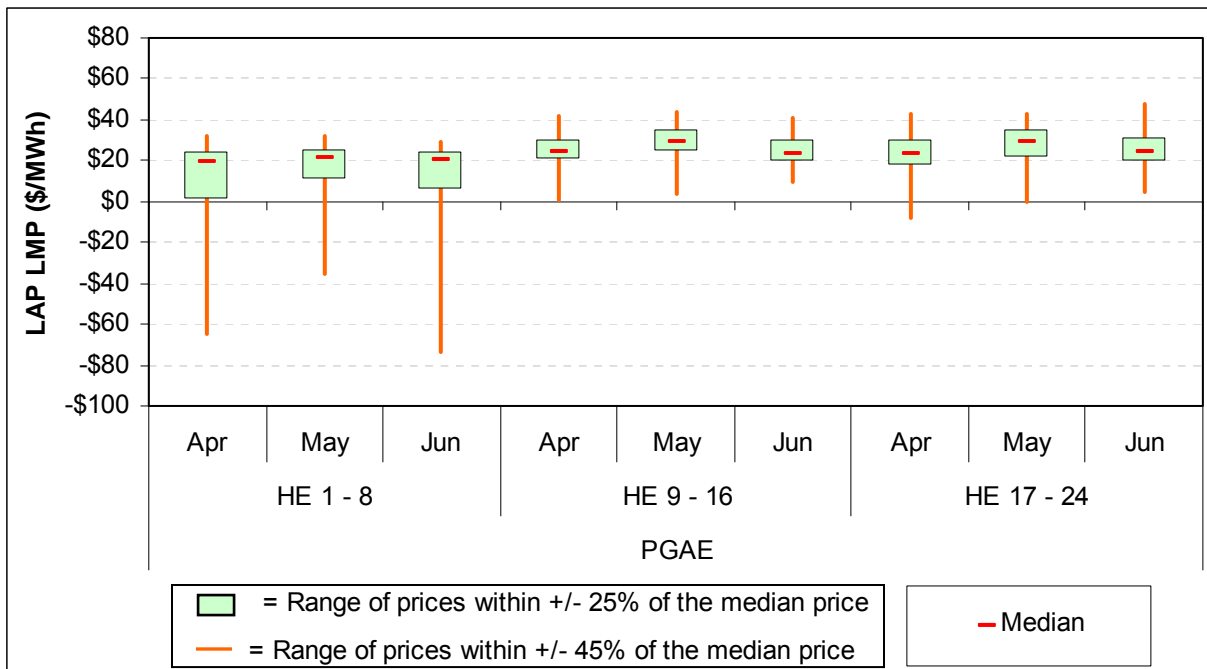 $80
$60
$40
$20
$0
-$20
-$40
-$60
-$80
-$100
LAP LMP ($/MWh)
Apr May Jun Apr May Jun Apr May Jun
HE 1 - 8 HE 9 - 16 HE 17 - 24
PGAE
= Range of prices within +/- 25% of the median price
= Range of prices within +/- 45% of the median price
Median